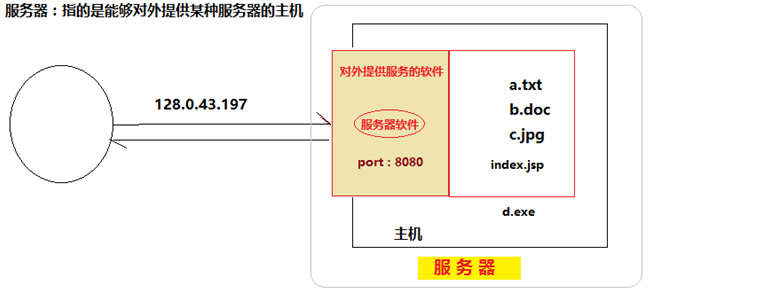 服务器：指的是能够对外提供某种服务器的主机
对外提供服务的软件
a.txt
128.0.43.197
b.doc
服务器软件
c.jpg
port：8080
index.jsp
d.exe
主机
服 务 器